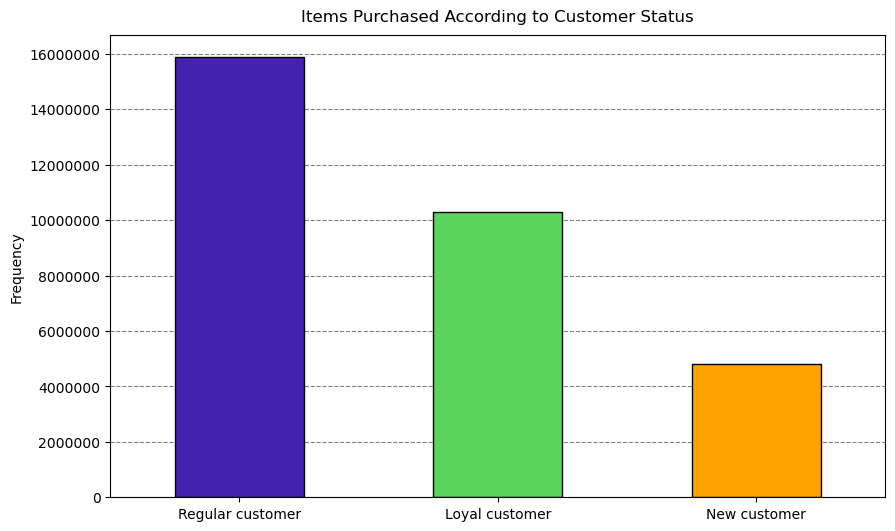 Items Purchased According to Customer Status
Frequency
16000000
14000000
12000000
10000000
8000000
6000000
4000000
2000000
0
Regular customer
Loyal customer
New customer